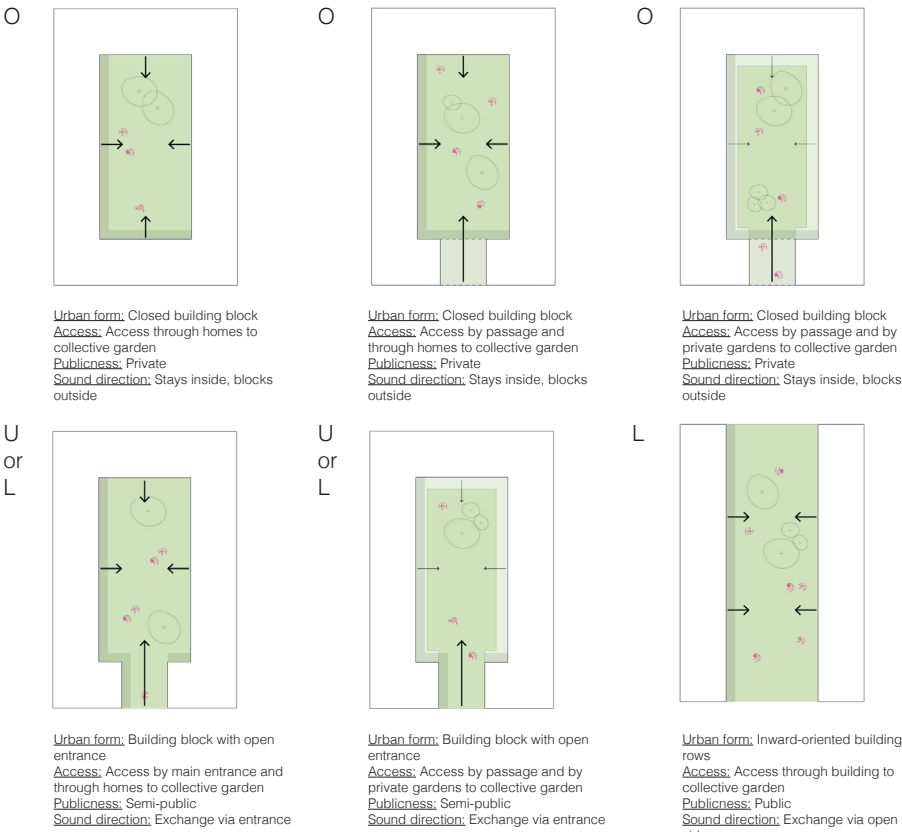 O
Urban form: Closed building block
Access: Access through homes to
collective garden
Publicness: Private
Sound direction: Stays inside, blocks
outside
O
Urban form: Closed building block
Access: Access by passage and
through homes to collective garden
Publicness: Private
Sound direction: Stays inside, blocks
outside
O
Urban form: Closed building block
Access: Access by passage and by
private gardens to collective garden
Publicness: Private
Sound direction: Stays inside, blocks
outside
U
or
L
Urban form: Building block with open
entrance
Access: Access by main entrance and
through homes to collective garden
Publicness: Semi-public
Sound direction: Exchange via entrance
U
or
L
Urban form: Building block with open
entrance
Access: Access by passage and by
private gardens to collective garden
Publicness: Semi-public
Sound direction: Exchange via entrance
L
Urban form: Inward-oriented building
rows
Access: Access through building to
collective garden
Publicness: Public
Sound direction: Exchange via open